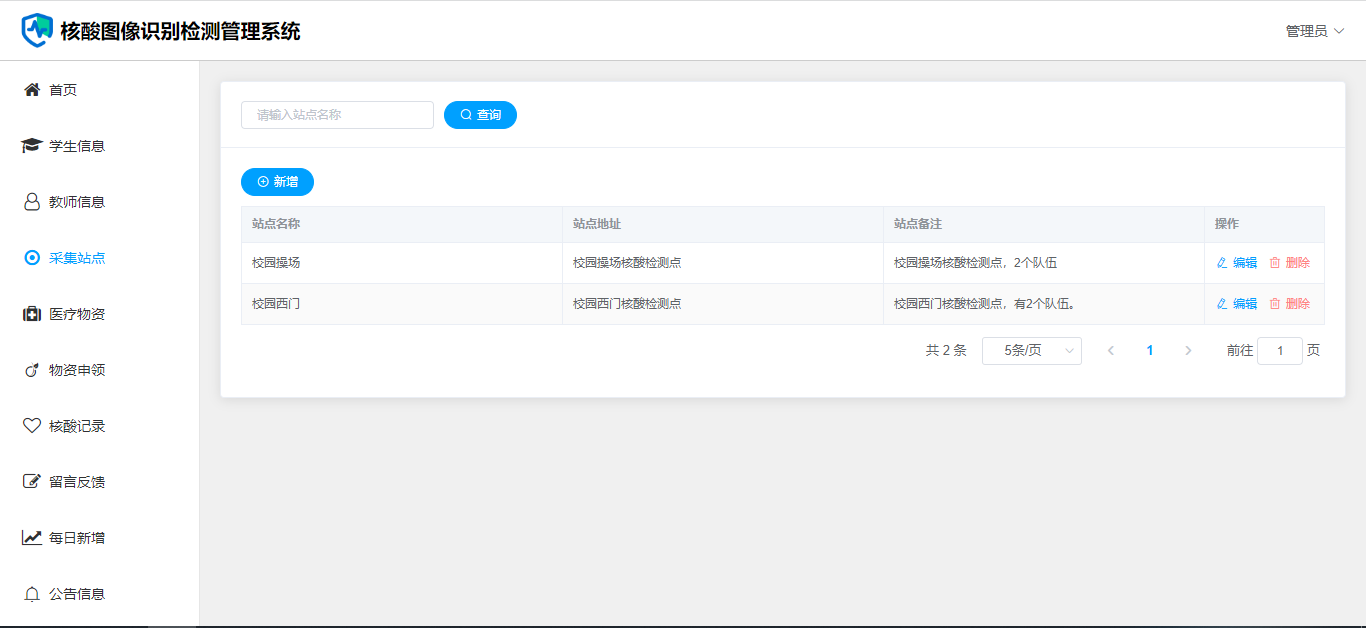 核酸图像识别检测管理系统
管理员
首页
学生信息
教师信息
采集站点
医疗物资
物资申领
核酸记录
留言反馈
每日新增
公告信息
请输入站点名称 查询
新增
站点名称 站点地址 站点备注 操作
校园操场 校园操场核酸检测点 校园操场核酸检测点，2个队伍 编辑 删除
校园西门 校园西门核酸检测点 校园西门核酸检测点，有2个队伍。 编辑 删除
共 2 条 5条/页 1 前往 1 页